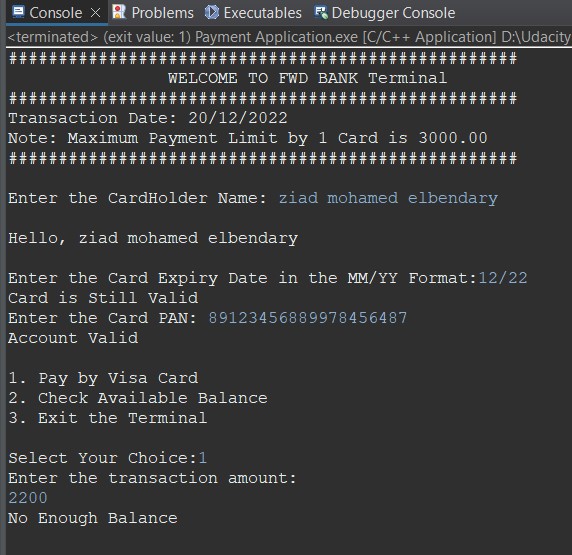 Console Problems Executables Debugger Console
<terminated> (exit value: 1) Payment Application.exe [C/C++ Application] D:\Udacity
###################################################
WELCOME TO FWD BANK Terminal
###################################################
Transaction Date: 20/12/2022
Note: Maximum Payment Limit by 1 Card is 3000.00
###################################################
Enter the CardHolder Name: ziad mohamed elbendary
Hello, ziad mohamed elbendary
Enter the Card Expiry Date in the MM/YY Format:12/22
Card is Still Valid
Enter the Card PAN: 89123456889978456487
Account Valid
1. Pay by Visa Card
2. Check Available Balance
3. Exit the Terminal
Select Your Choice:1
Enter the transaction amount:
2200
No Enough Balance